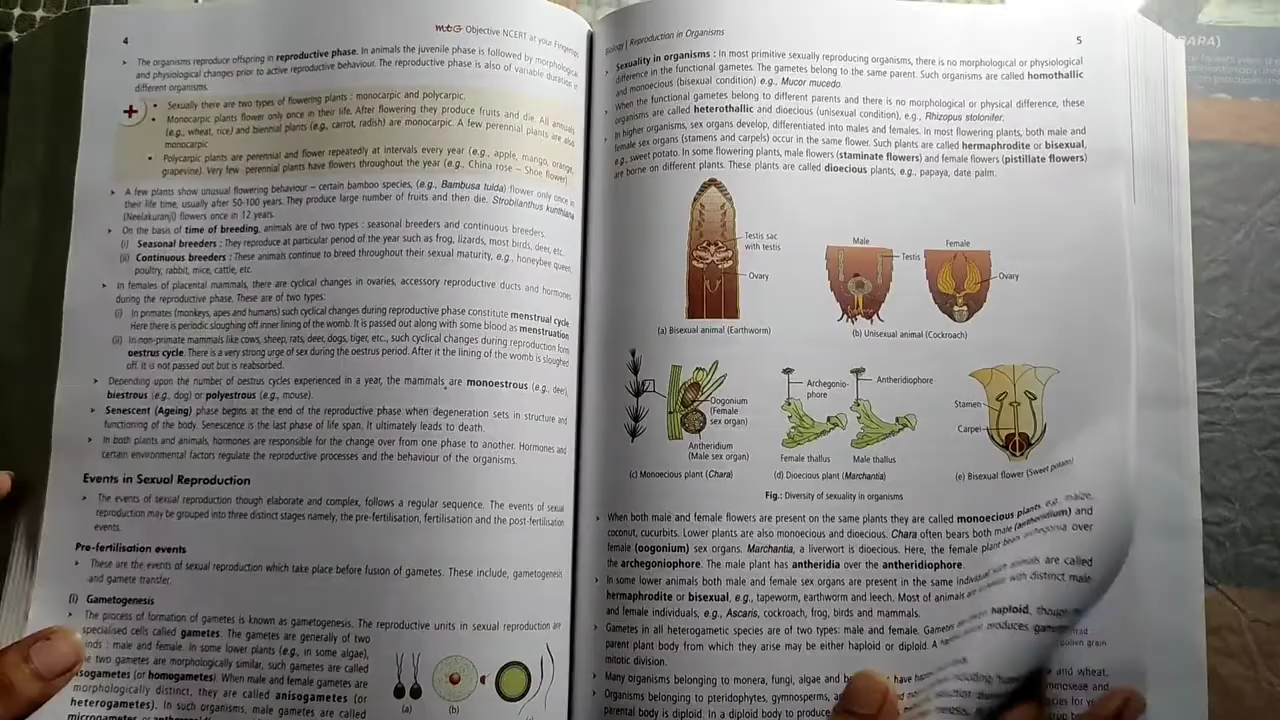 4
mtG Objective NCERT at your Fingertips
The organisms reproduce offspring in reproductive phase. In animals the juvenile phase is followed by morphological
and physiological changes prior to active reproductive behaviour. The reproductive phase is also of variable duration in
different organisms.
Sexually there are two types of flowering plants : monocarpic and polycarpic.
Monocarpic plants flower only once in their life. After flowering they produce fruits and die. All annuals
(e.g., wheat, rice) and biennial plants (e.g., carrot, radish) are monocarpic. A few perennial plants are also
monocarpic
Polycarpic plants are perennial and flower repeatedly at intervals every year (e.g., apple, mango, orange,
grapevine). Very few perennial plants have flowers throughout the year (e.g., China rose – Shoe flower).
A few plants show unusual flowering behaviour – certain bamboo species, (e.g., Bambusa tulda) flower only once in
their life time, usually after 50-100 years. They produce large number of fruits and then die. Strobilanthus kunthiana
(Neelakuranji) flowers once in 12 years.
On the basis of time of breeding, animals are of two types : seasonal breeders and continuous breeders.
(i) Seasonal breeders : They reproduce at particular period of the year such as frog, lizards, most birds, deer, etc.
(ii) Continuous breeders : These animals continue to breed throughout their sexual maturity, e.g., honeybee queen,
poultry, rabbit, mice, cattle, etc.
In females of placental mammals, there are cyclical changes in ovaries, accessory reproductive ducts and hormones
during the reproductive phase. These are of two types:
(i) In primates (monkeys, apes and humans) such cyclical changes during reproductive phase constitute menstrual cycle.
Here there is periodic sloughing off inner lining of the womb. It is passed out along with some blood as menstruation
(ii) In non-primate mammals like cows, sheep, rats, deer, dogs, tiger, etc., such cyclical changes during reproduction form
oestrus cycle. There is a very strong urge of sex during the oestrus period. After it the lining of the womb is sloughed
off. It is not passed out but is reabsorbed.
Depending upon the number of oestrus cycles experienced in a year, the mammals are monoestrous (e.g., deer),
biestrous (e.g., dog) or polyestrous (e.g., mouse).
Senescent (Ageing) phase begins at the end of the reproductive phase when degeneration sets in structure and
functioning of the body. Senescence is the last phase of life span. It ultimately leads to death.
In both plants and animals, hormones are responsible for the change over from one phase to another. Hormones and
certain environmental factors regulate the reproductive processes and the behaviour of the organisms.
Events in Sexual Reproduction
The events of sexual reproduction though elaborate and complex, follows a regular sequence. The events of sexual
reproduction may be grouped into three distinct stages namely, the pre-fertilisation, fertilisation and the post-fertilisation
events.
Pre-fertilisation events
These are the events of sexual reproduction which take place before fusion of gametes. These include, gametogenesis
and gamete transfer.
(i) Gametogenesis
The process of formation of gametes is known as gametogenesis. The reproductive units in sexual reproduction are
specialised cells called gametes. The gametes are generally of two
kinds : male and female. In some lower plants (e.g., in some algae),
the two gametes are morphologically similar, such gametes are called
isogametes (or homogametes). When male and female gametes are
morphologically distinct, they are called anisogametes (or
heterogametes). In such organisms, male gametes are called
microgametes or
(a)
(b)
Biology | Reproduction in Organisms
5
Sexuality in organisms : In most primitive sexually reproducing organisms, there is no morphological or physiological
difference in the functional gametes. The gametes belong to the same parent. Such organisms are called homothallic
and monoecious (bisexual condition) e.g., Mucor mucedo.
When the functional gametes belong to different parents and there is no morphological or physical difference, these
organisms are called heterothallic and dioecious (unisexual condition), e.g., Rhizopus stolonifer.
In higher organisms, sex organs develop, differentiated into males and females. In most flowering plants, both male and
female sex organs (stamens and carpels) occur in the same flower. Such plants are called hermaphrodite or bisexual,
e.g., sweet potato. In some flowering plants, male flowers (staminate flowers) and female flowers (pistillate flowers)
are borne on different plants. These plants are called dioecious plants, e.g., papaya, date palm.
Testis sac
with testis
Ovary
Male
Female
Testis
Ovary
(a) Bisexual animal (Earthworm)
(b) Unisexual animal (Cockroach)
Oogonium
(Female
sex organ)
Antheridium
(Male sex organ)
Archegonio-
phore
Antheridiophore
Female thallus
Male thallus
Stamen
Carpel
(c) Monoecious plant (Chara)
(d) Dioecious plant (Marchantia)
(e) Bisexual flower (Sweet potato)
Fig.: Diversity of sexuality in organisms
When both male and female flowers are present on the same plants they are called monoecious plants e.g. maize,
coconut, cucurbits. Lower plants are also monoecious and dioecious. Chara often bears both male (antheridium) and
female (oogonium) sex organs. Marchantia, a liverwort is dioecious. Here, the female plant bears archegonia over
the archegoniophore. The male plant has antheridia over the antheridiophore.
In some lower animals both male and female sex organs are present in the same individual such animals are called
hermaphrodite or bisexual, e.g., tapeworm, earthworm and leech. Most of animals are with distinct male
and female individuals, e.g., Ascaris, cockroach, frog, birds and mammals.
Gametes in all heterogametic species are of two types: male and female. Gametes haploid, though
parent plant body from which they arise may be either haploid or diploid. A produces
mitotic division.
Many organisms belonging to monera, fungi, algae and have
Organisms belonging to pteridophytes, gymnosperms,
parental body is diploid. In a diploid body to produce
pollen grain
and wheat,
PARA)